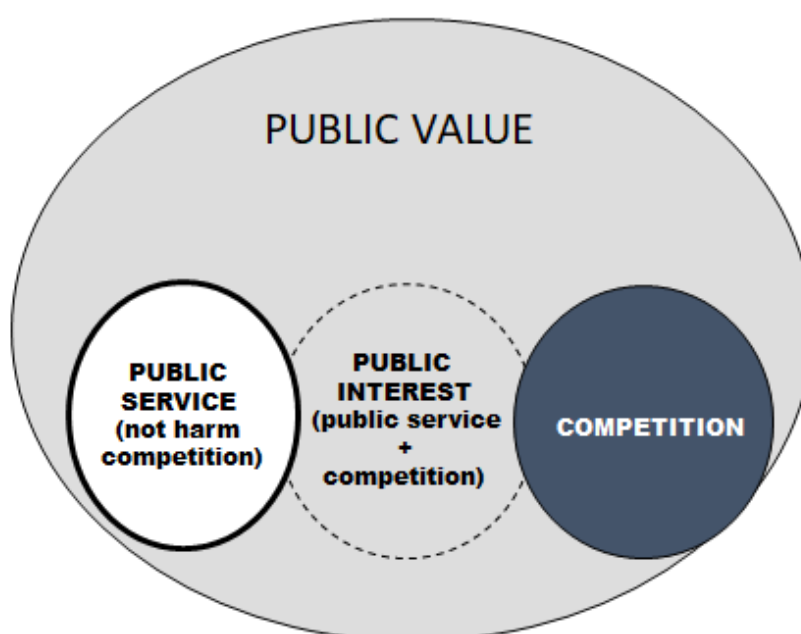 PUBLIC VALUE
PUBLIC
SERVICE
(not harm
competition)
PUBLIC
INTEREST
(public service
+
competition)
COMPETITION